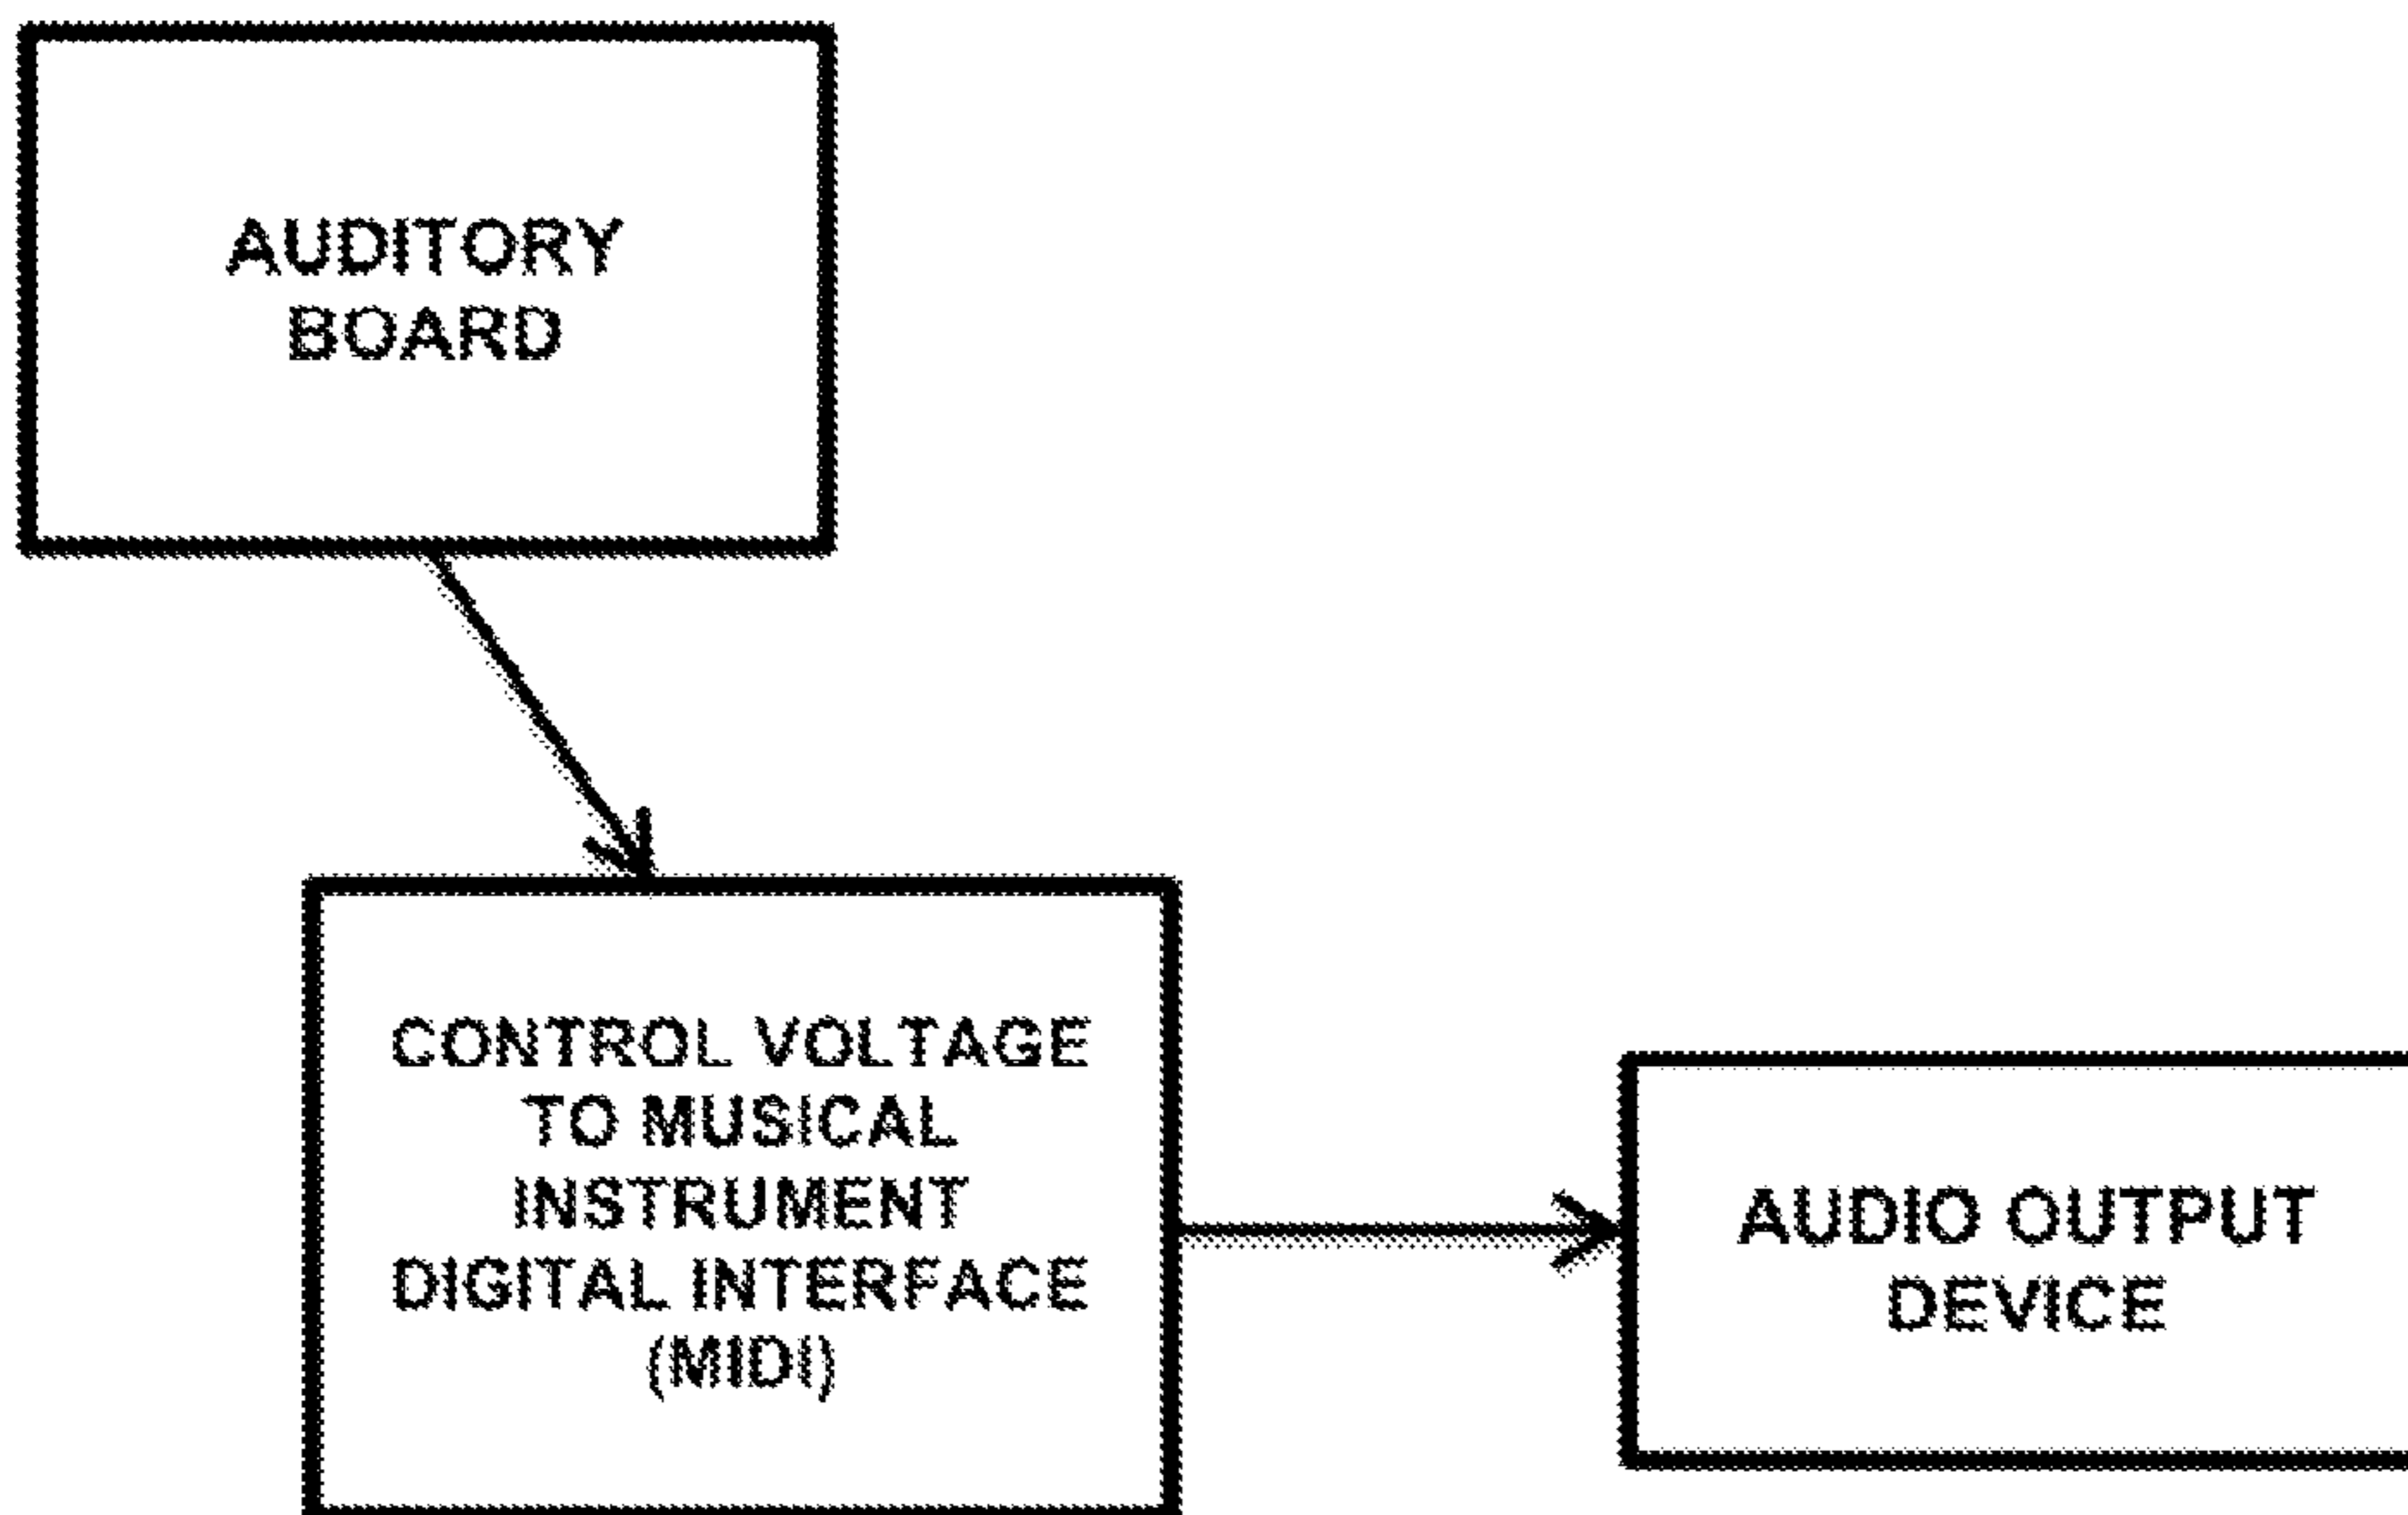 AUDITORY
BOARD
CONTROL VOLTAGE
TO MUSICAL
INSTRUMENT
DIGITAL INTERFACE
(MIDI)
AUDIO OUTPUT
DEVICE